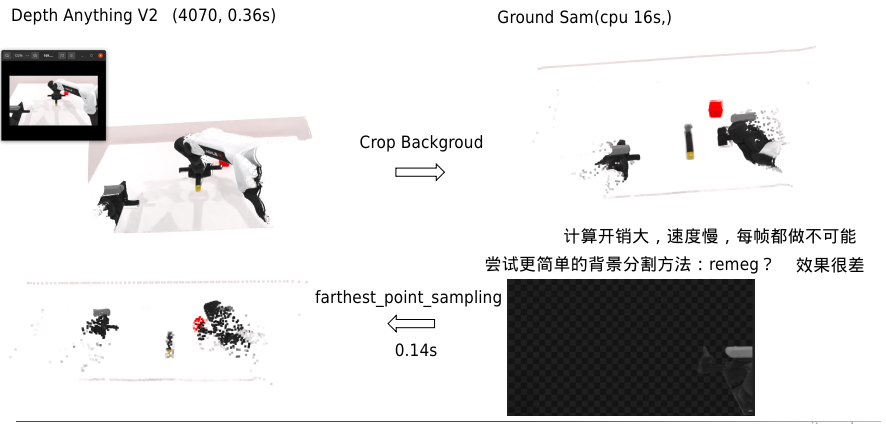 Depth Anything V2 (4070, 0.36s)
Ground Sam(cpu 16s,)
Crop Backgroud
计算开销大，速度慢，每帧都做不可能
尝试更简单的背景分割方法：remeg？ 效果很差
farthest_point_sampling
0.14s